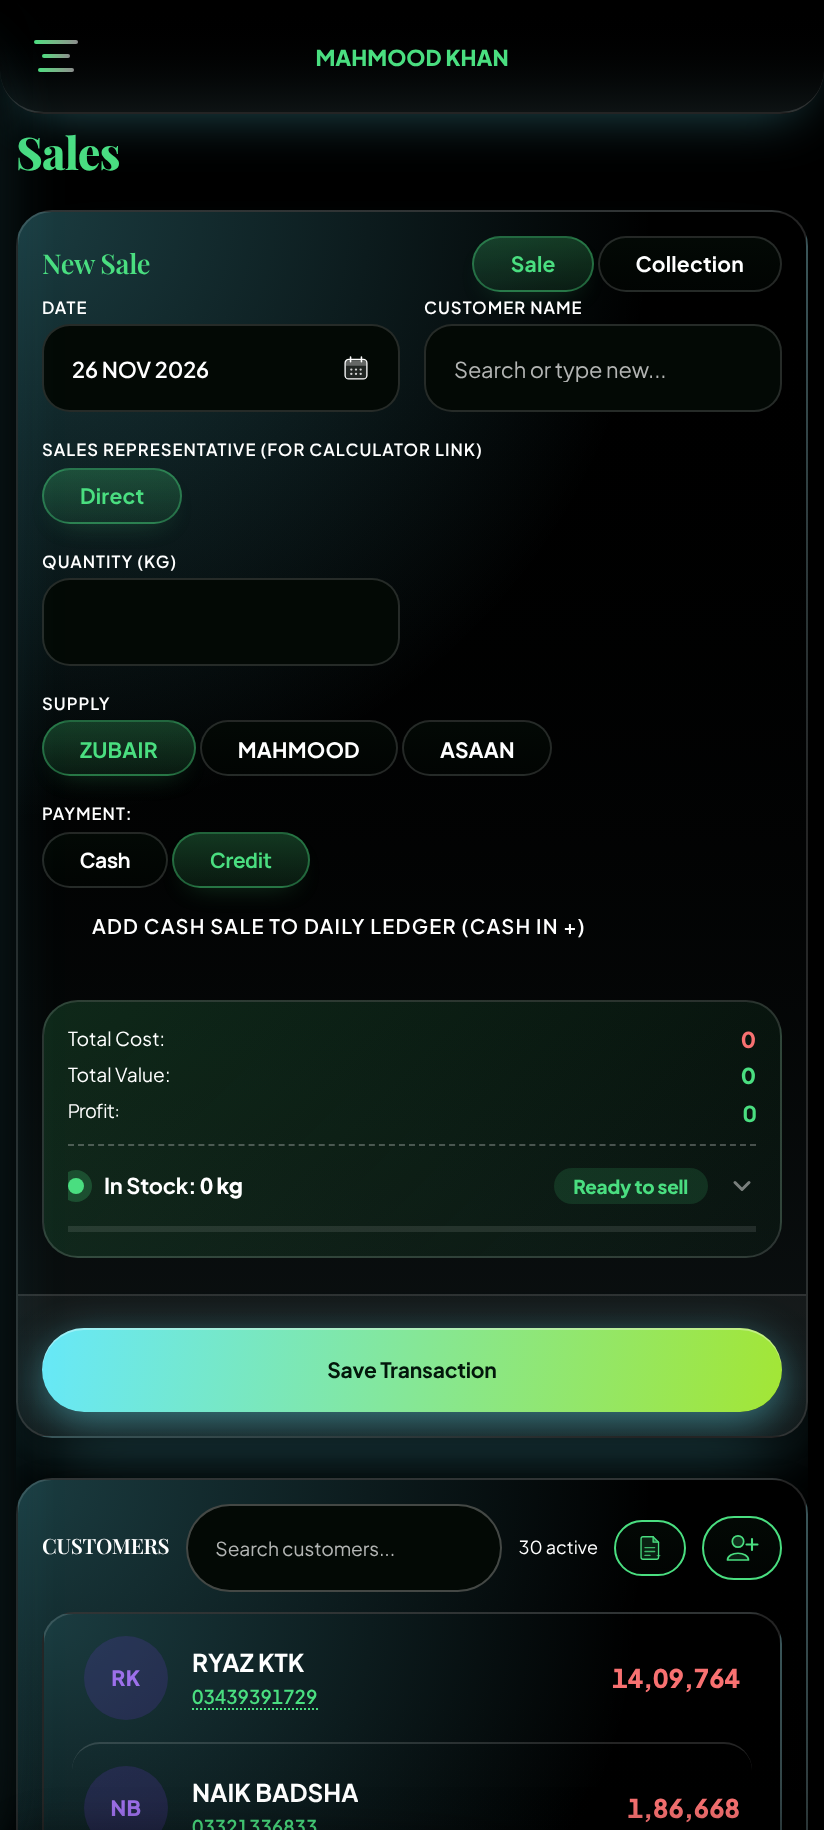 MAHMOOD KHAN
Sales
New Sale
Sale
Collection
DATE
CUSTOMER NAME
26 NOV 2026
Search or type new...
SALES REPRESENTATIVE (FOR CALCULATOR LINK)
Direct
QUANTITY (KG)
SUPPLY
ZUBAIR
MAHMOOD
ASAAN
PAYMENT:
Cash
Credit
ADD CASH SALE TO DAILY LEDGER (CASH IN +)
Total Cost:
0
Total Value:
0
Profit:
0
In Stock: 0 kg
Ready to sell
Save Transaction
CUSTOMERS
Search customers...
30 active
RK
RYAZ KTK
03439391729
14,09,764
NB
NAIK BADSHA
03321336833
1,86,668